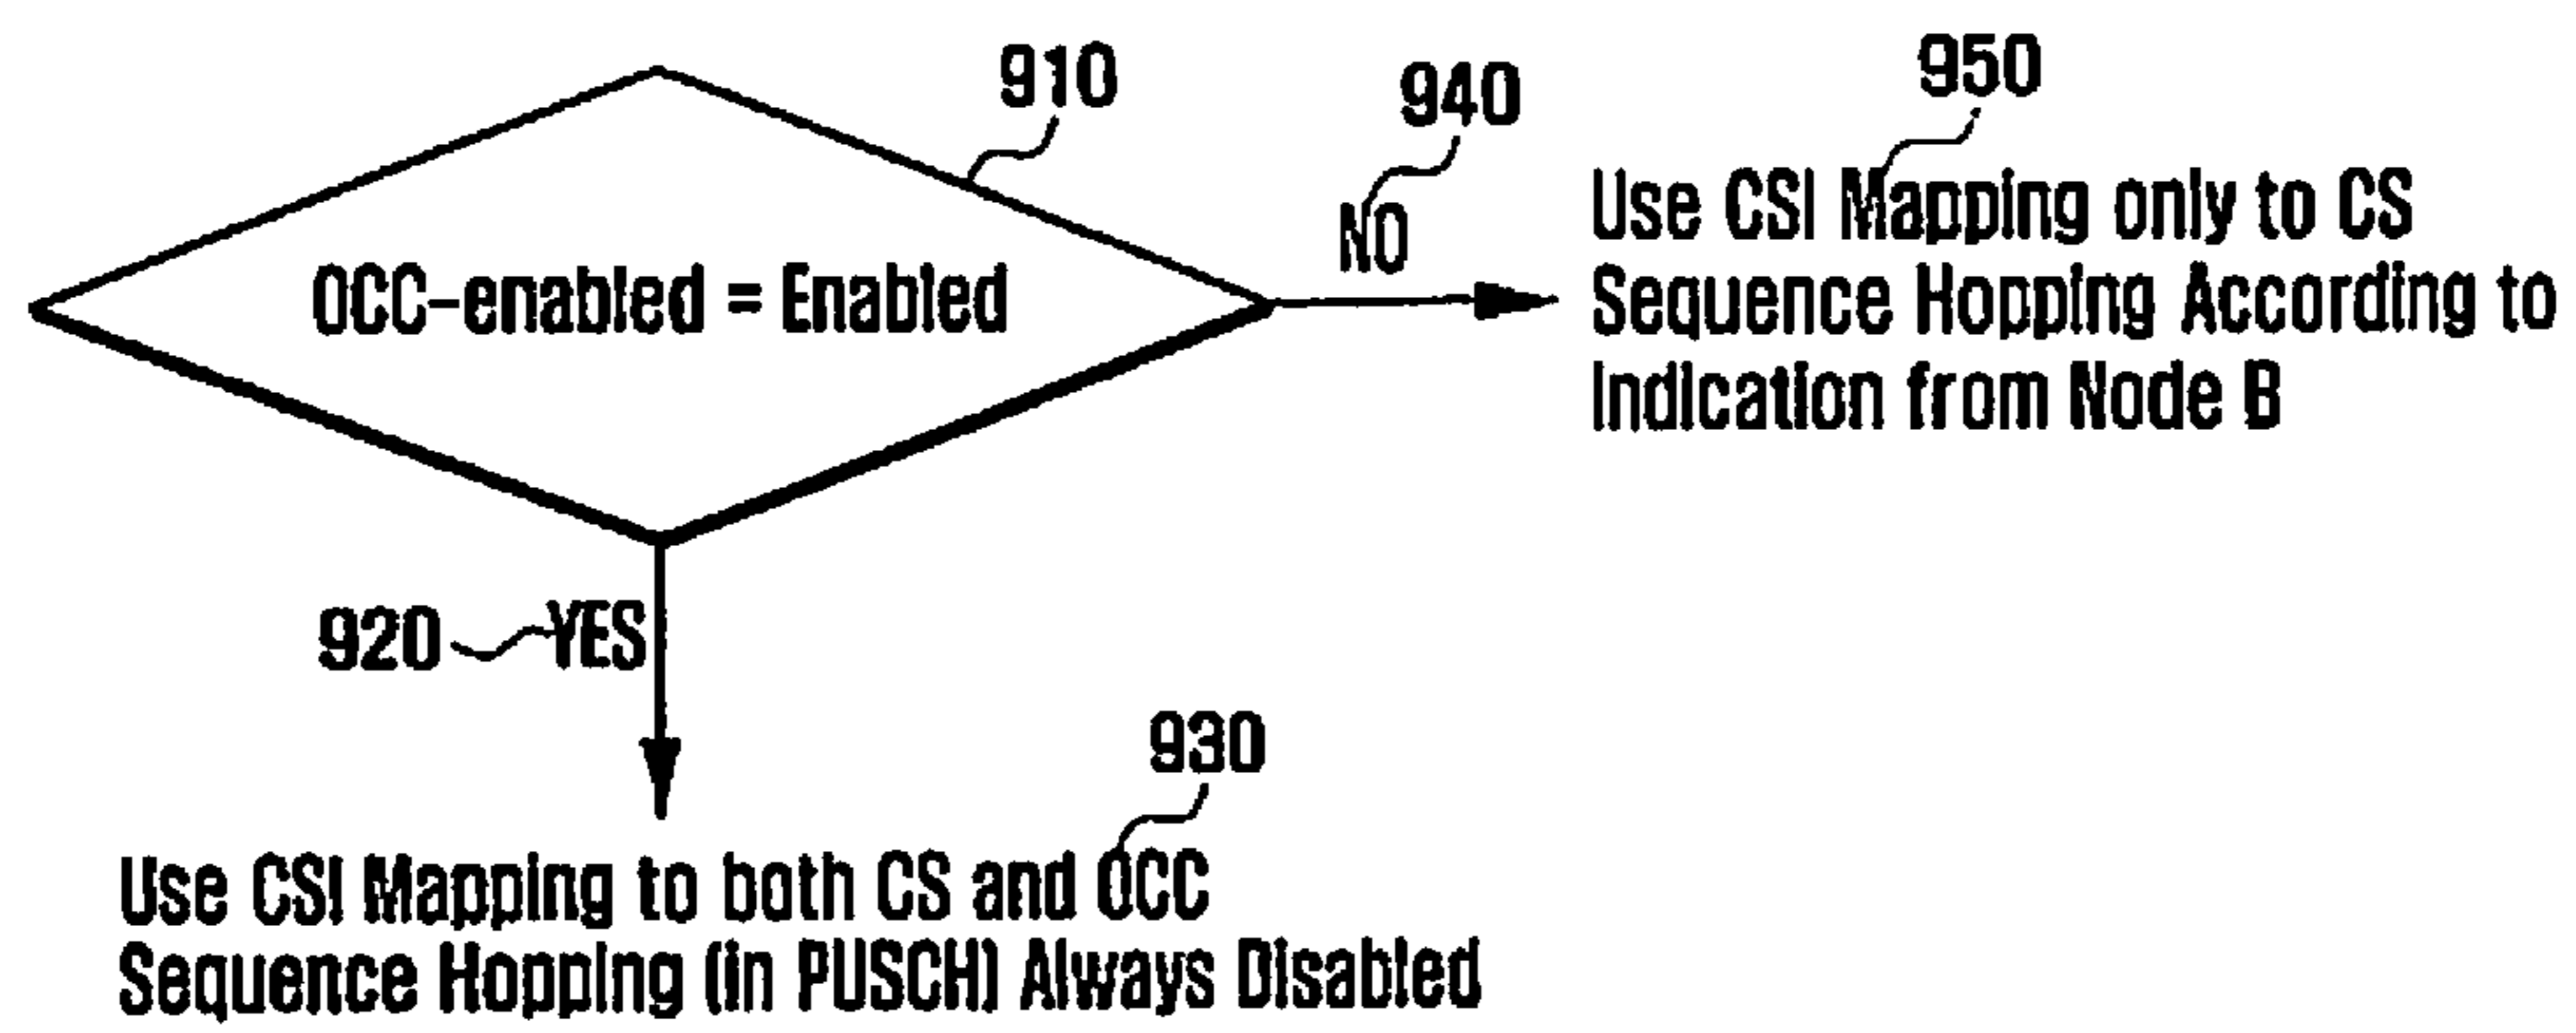 910
940
950
OCC-enabled = Enabled
NO
Use CSI Mapping only to CS
Sequence Hopping According to
Indication from Node B
920
YES
930
Use CSI Mapping to both CS and OCC
Sequence Hopping (in PUSCH) Always Disabled